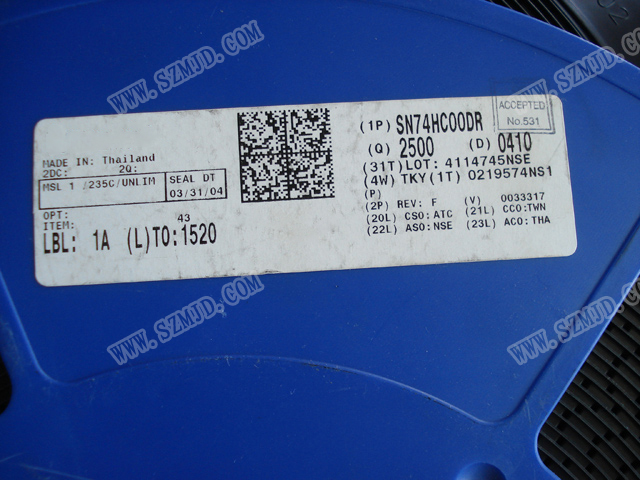 WWW.SZMJD.COM
WWW.SZMJD.COM
MADE IN: Thailand
2DC: 2Q:
MSL 1 /235C/UNLIM
SEAL DT
03/31/04
OPT: 43
ITEM:
LBL: 1A (L)TO:1520
(1P) SN74HC00DR
(Q) 2500 (D) 0410
(31T)LOT: 4114745NSE
(4W) TKY(1T) 0219574NS1
(P)
(2P) REV: F (V) 0033317
(20L) CSO:ATC (21L) CCO:TWN
(22L) ASO:NSE (23L) ACO:THA
ACCEPTED
No.531
WWW.SZMJD.COM
WWW.SZMJD.COM